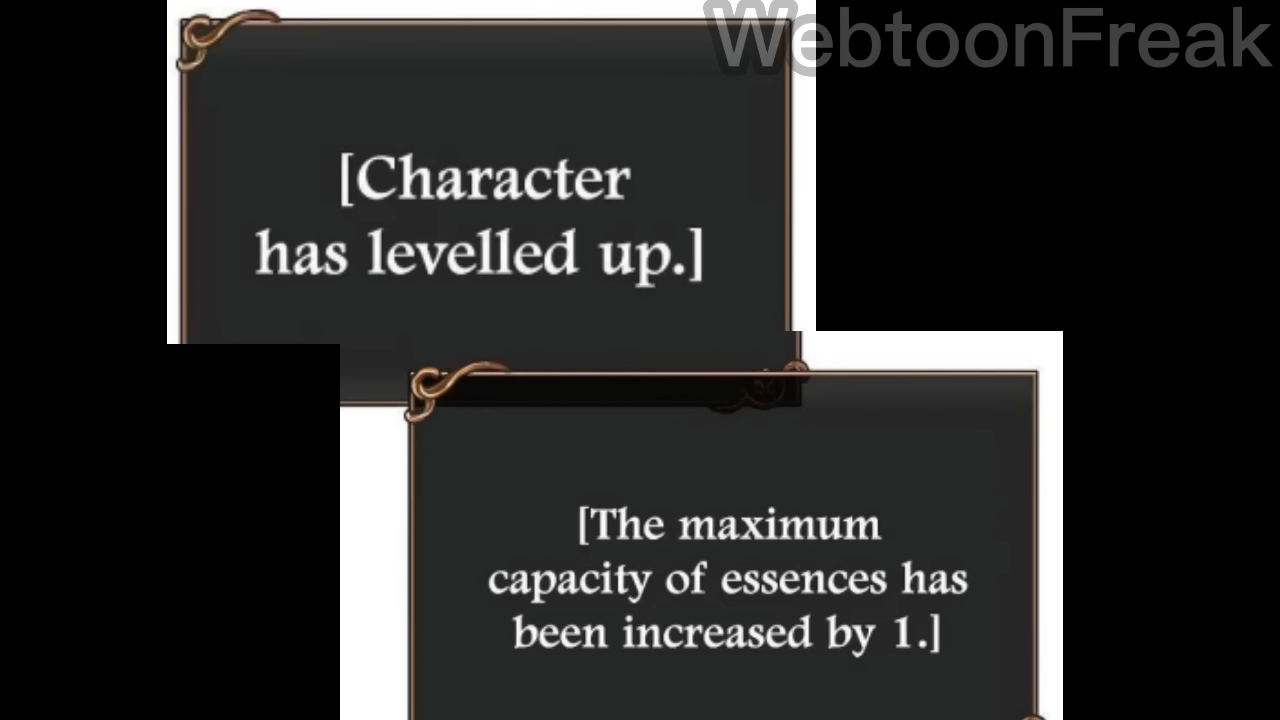 WebtoonFreak
[Character
has levelled up.]
[The maximum
capacity of essences has
been increased by 1.]